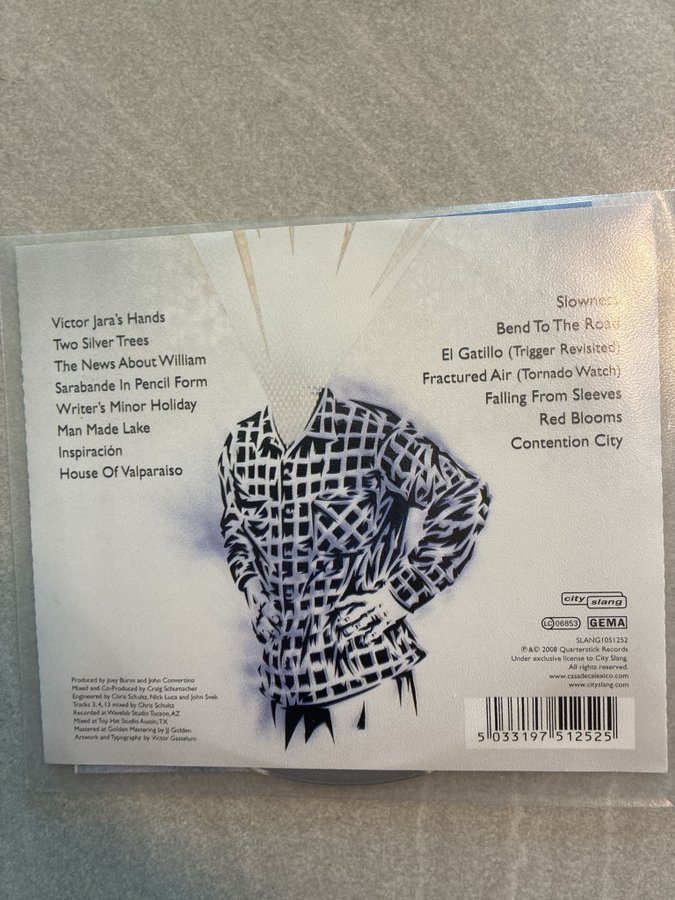 Victor Jara's Hands
Two Silver Trees
The News About William
Sarabande In Pencil Form
Writer's Minor Holiday
Man Made Lake
Inspiración
House Of Valparaiso
Slowness
Bend To The Road
El Gatillo (Trigger Revisited)
Fractured Air (Tornado Watch)
Falling From Sleeves
Red Blooms
Contention City
Produced by Joey Burns and John Convertino
Mixed and Co-Produced by Craig Schumacher
Engineered by Chris Schultz, Nick Luca and John Svek
Tracks 3, 4, 13 mixed by Chris Schultz
Recorded at Wavelab Studio Tucson, AZ
Mixed at Top Hat Studio Austin, TX
Mastered at Golden Mastering by JJ Golden
Artwork and Typography by Victor Gastelum
city slang
LC 06853 GEMA
SLANG1051252
℗ & © 2008 Quarterstick Records
Under exclusive license to City Slang.
All rights reserved.
www.casadecalexico.com
www.cityslang.com
5 033197 512525